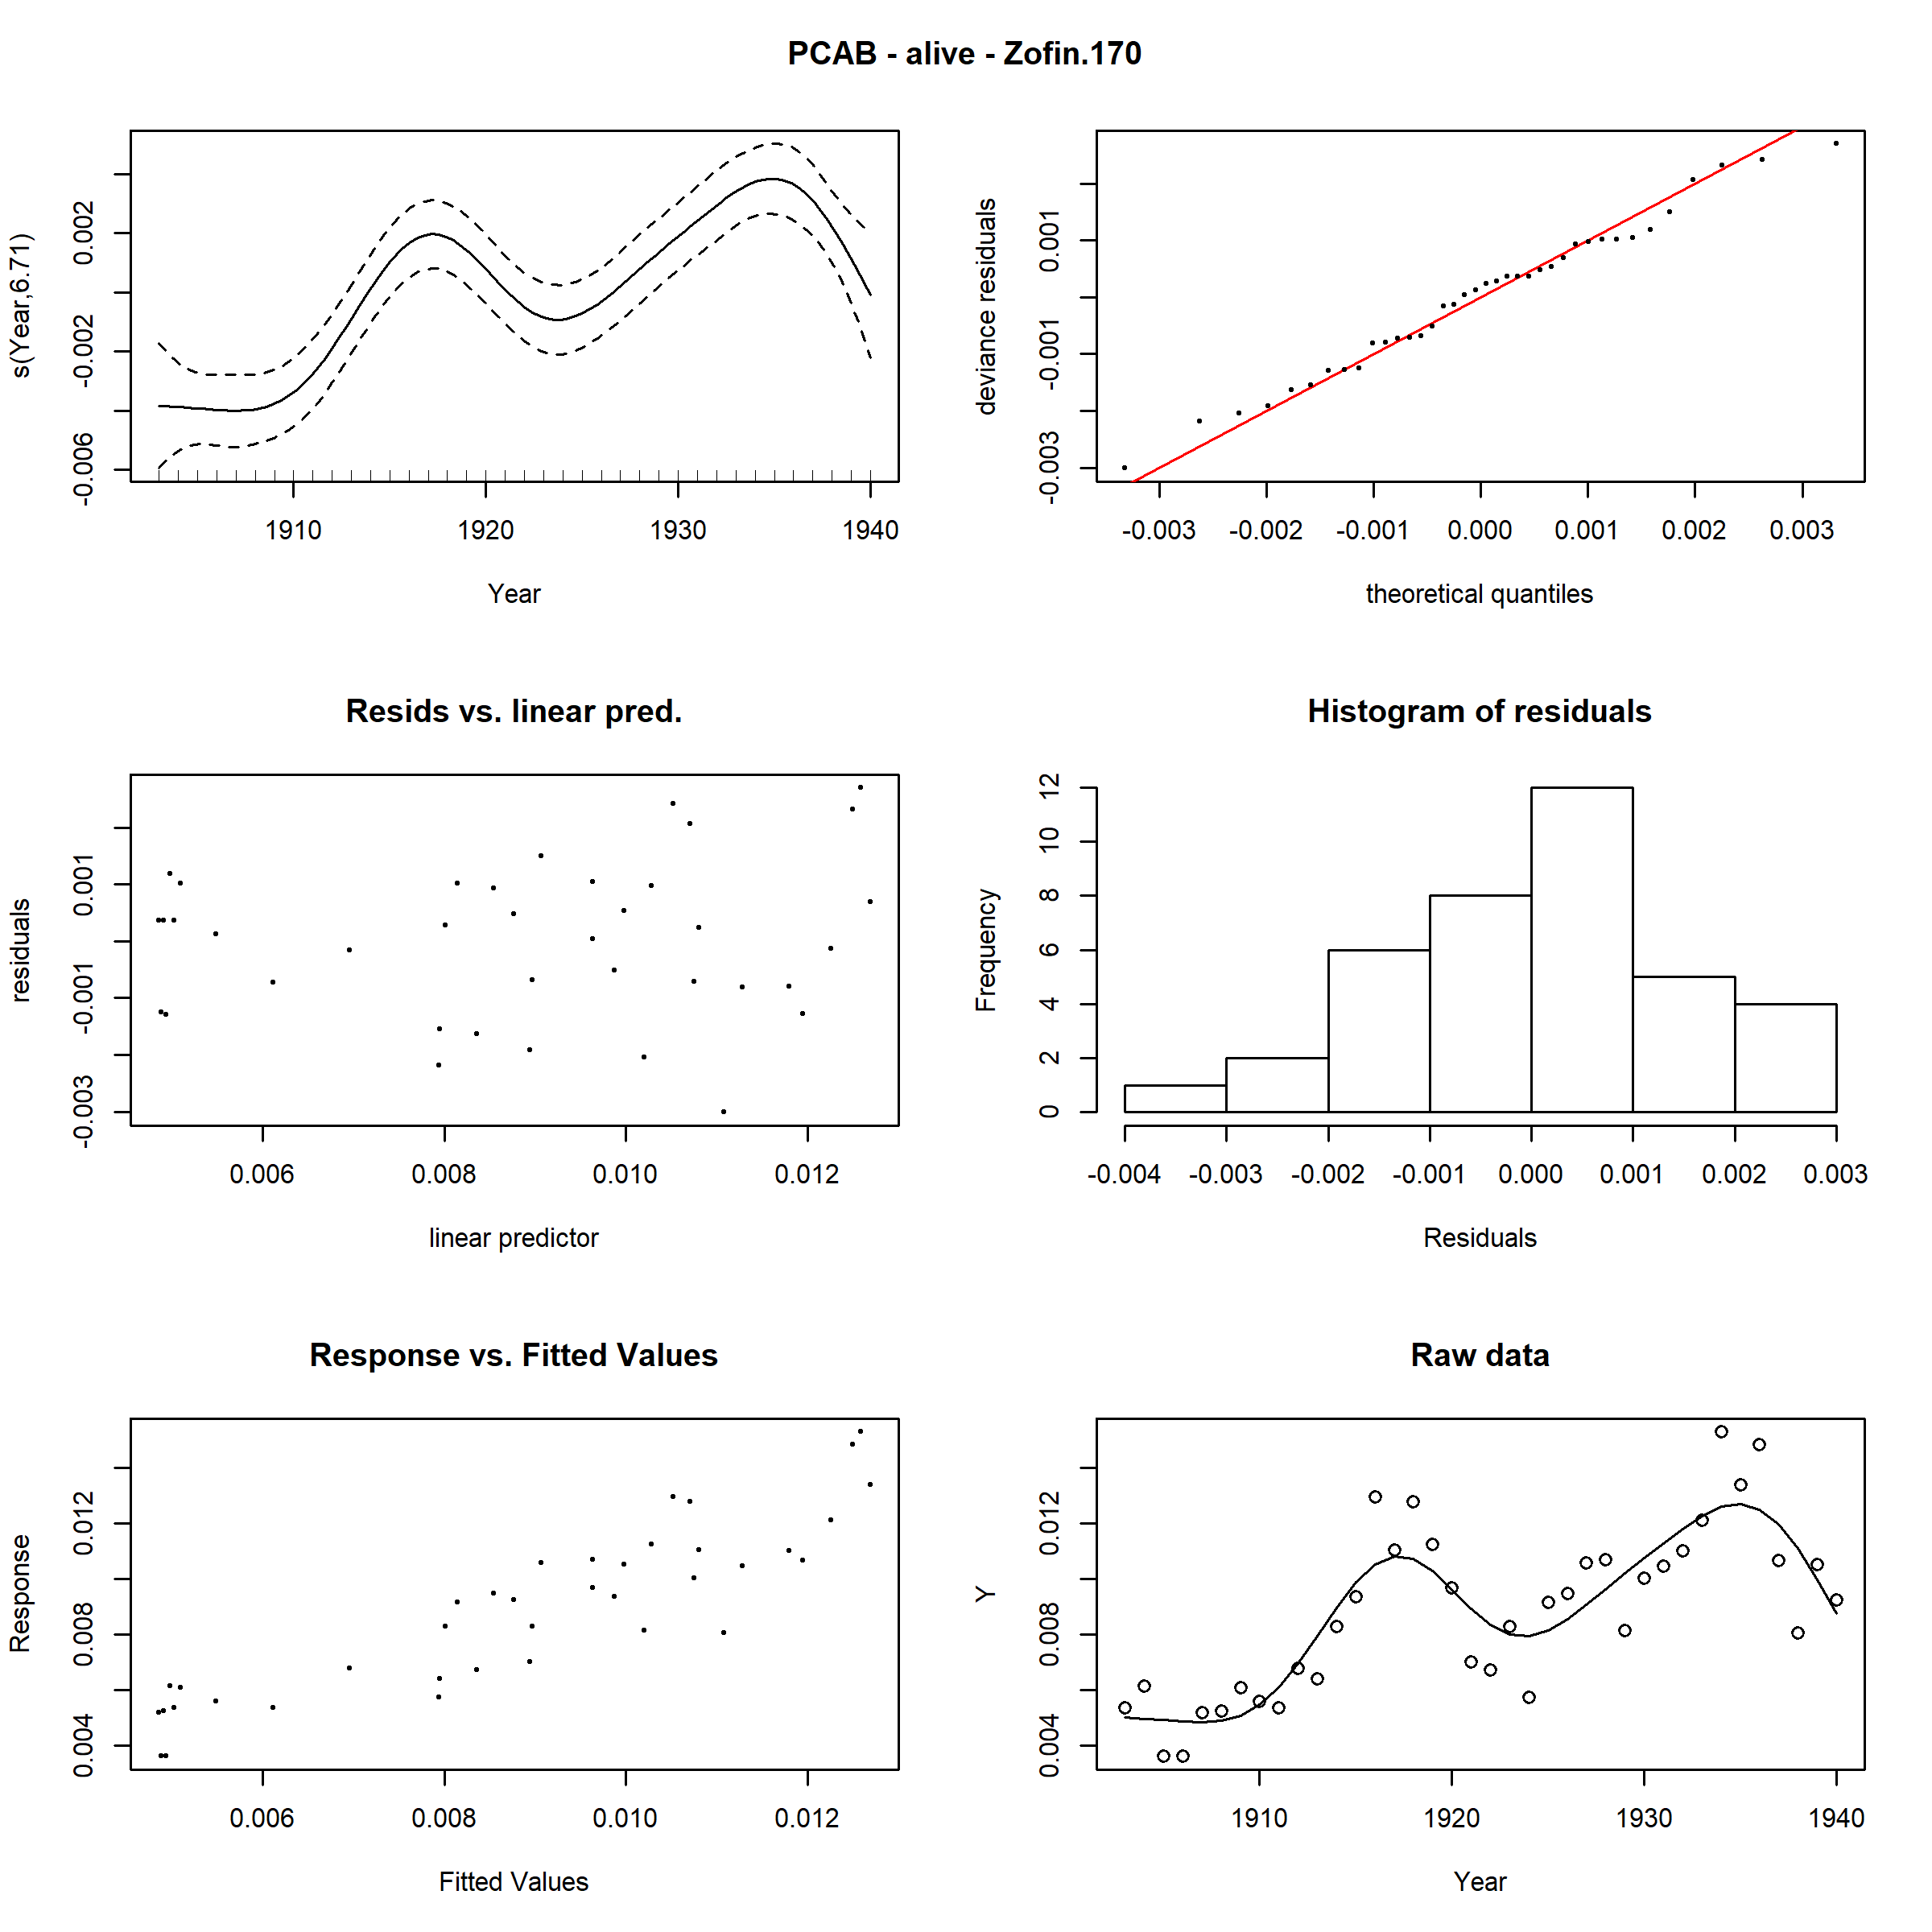 PCAB - alive - Zofin.170
s(Year,6.71)
0.002
-0.002
-0.006
1910 1920 1930 1940
Year
deviance residuals
0.001
-0.001
-0.003
-0.003 -0.002 -0.001 0.000 0.001 0.002 0.003
theoretical quantiles
Resids vs. linear pred.
residuals
0.001
-0.001
-0.003
0.006 0.008 0.010 0.012
linear predictor
Histogram of residuals
Frequency
12
10
8
6
4
2
0
-0.004 -0.003 -0.002 -0.001 0.000 0.001 0.002 0.003
Residuals
Response vs. Fitted Values
Response
0.012
0.008
0.004
0.006 0.008 0.010 0.012
Fitted Values
Raw data
Y
0.012
0.008
0.004
1910 1920 1930 1940
Year